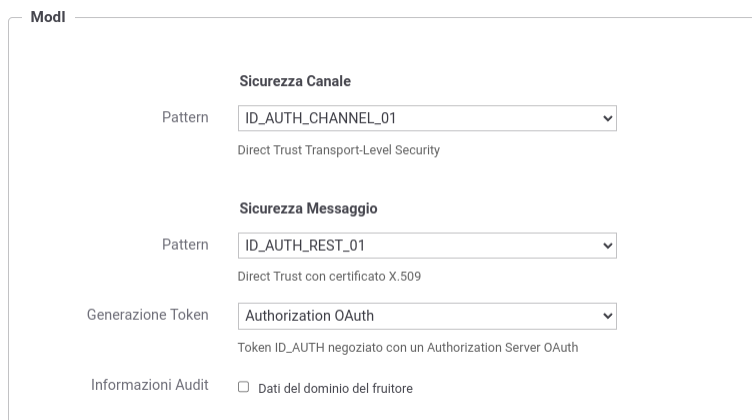 ModI
Sicurezza Canale
Pattern
ID_AUTH_CHANNEL_01
Direct Trust Transport-Level Security
Sicurezza Messaggio
Pattern
ID_AUTH_REST_01
Direct Trust con certificato X.509
Generazione Token
Authorization OAuth
Token ID_AUTH negoziato con un Authorization Server OAuth
Informazioni Audit
Dati del dominio del fruitore